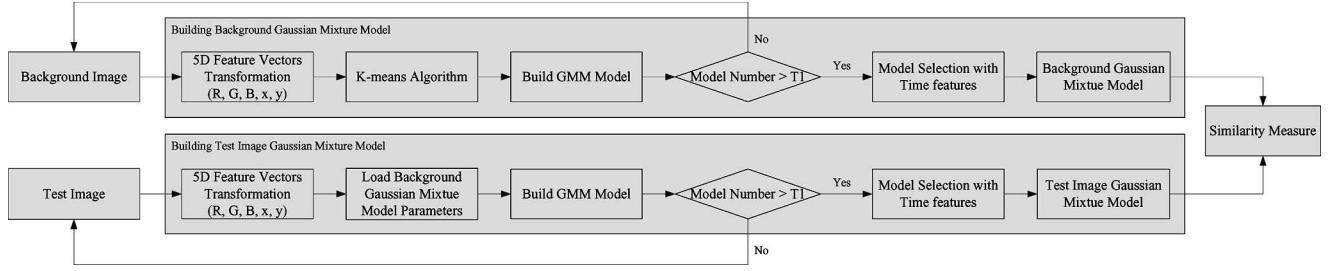 Building Background Gaussian Mixture Model
No
Background Image
5D Feature Vectors
Transformation
(R, G, B, x, y)
K-means Algorithm
Build GMM Model
Model Number > T1
Yes
Model Selection with
Time features
Background Gaussian
Mixtue Model
Similarity Measure
Building Test Image Gaussian Mixture Model
Test Image
5D Feature Vectors
Transformation
(R, G, B, x, y)
Load Background
Gaussian Mixtue
Model Parameters
Build GMM Model
Model Number > T1
Yes
Model Selection with
Time features
Test Image Gaussian
Mixtue Model
No